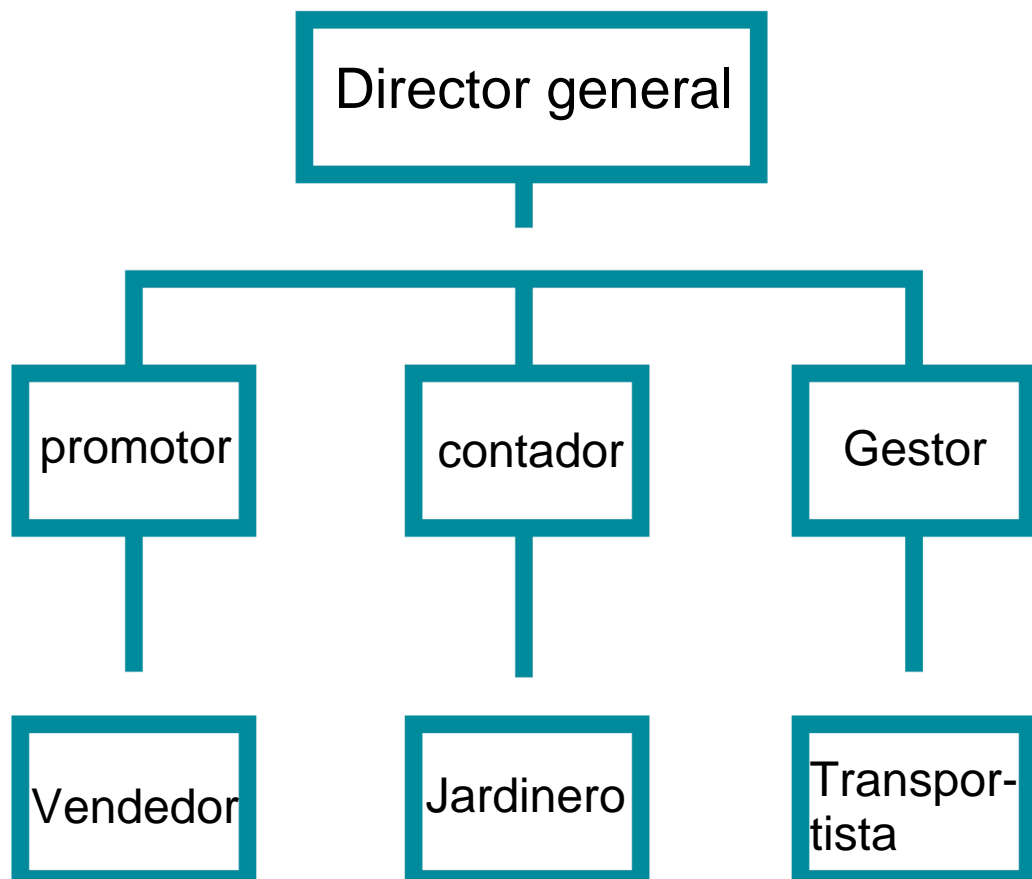 Director general
promotor
contador
Gestor
Vendedor
Jardinero
Transpor-
tista